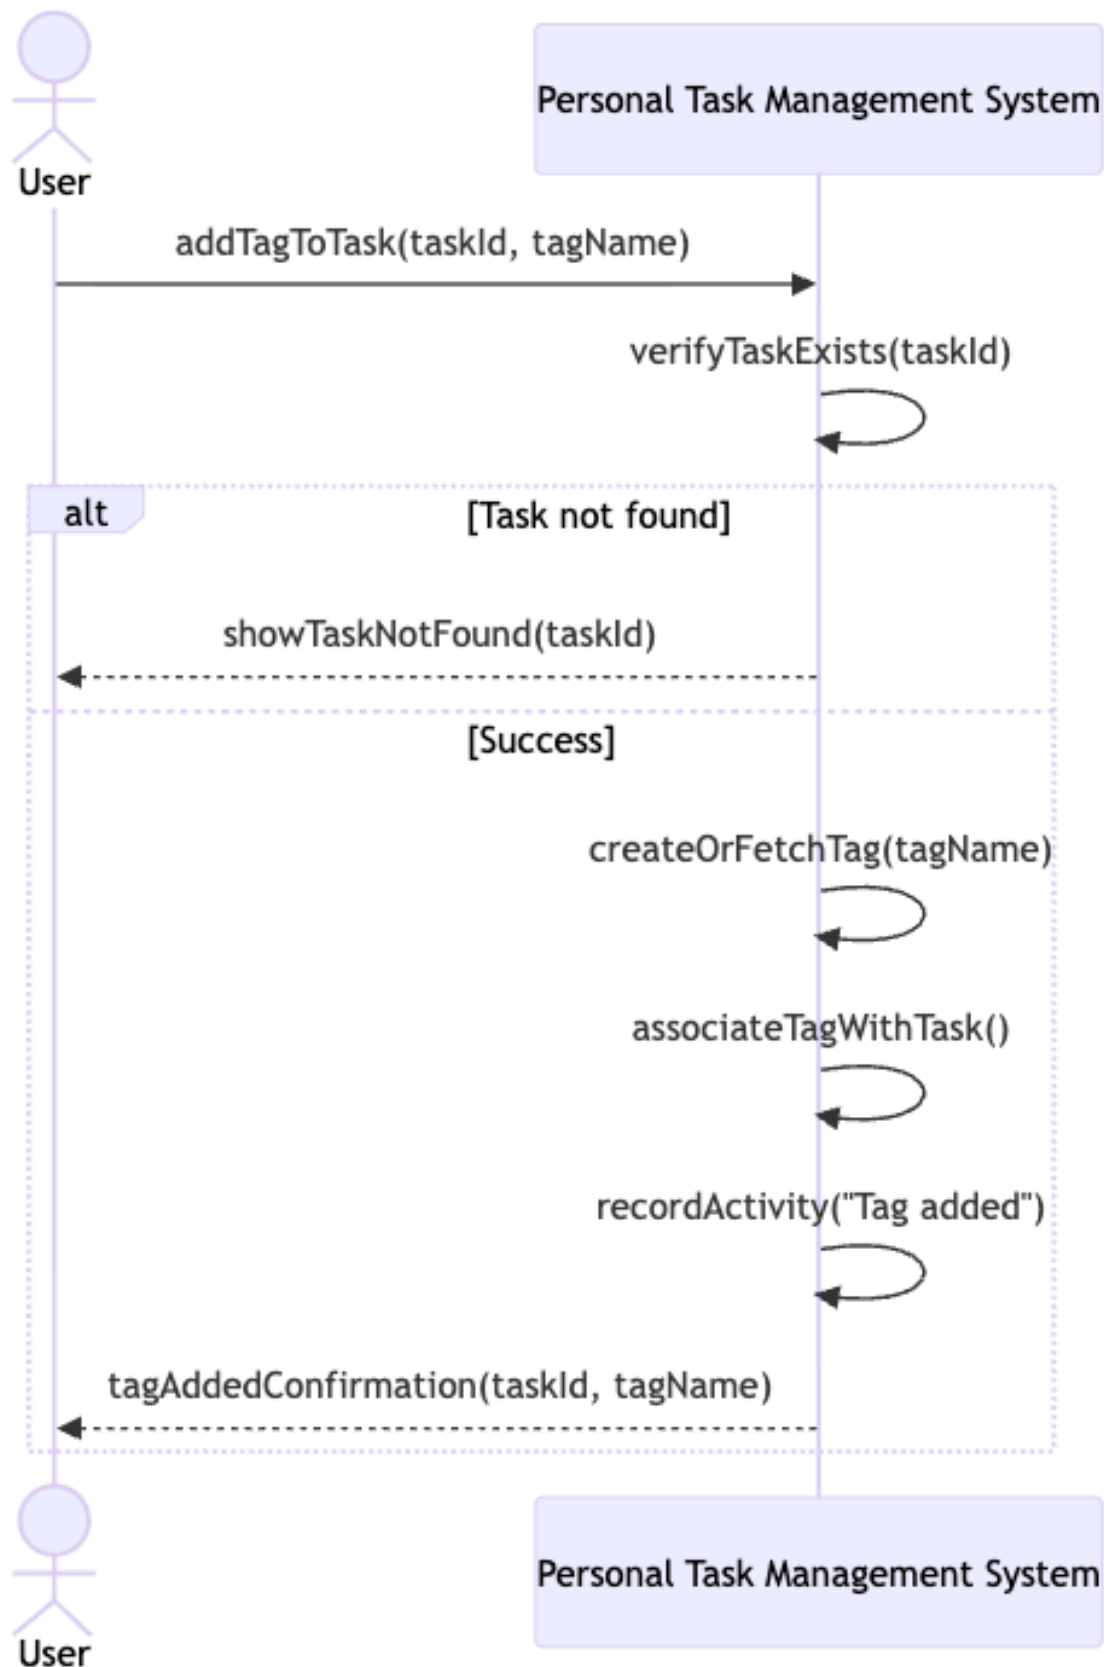 Personal Task Management System
User
addTagToTask(taskId, tagName)
verifyTaskExists(taskId)
alt
[Task not found]
showTaskNotFound(taskId)
[Success]
createOrFetchTag(tagName)
associateTagWithTask()
recordActivity("Tag added")
tagAddedConfirmation(taskId, tagName)
Personal Task Management System
User